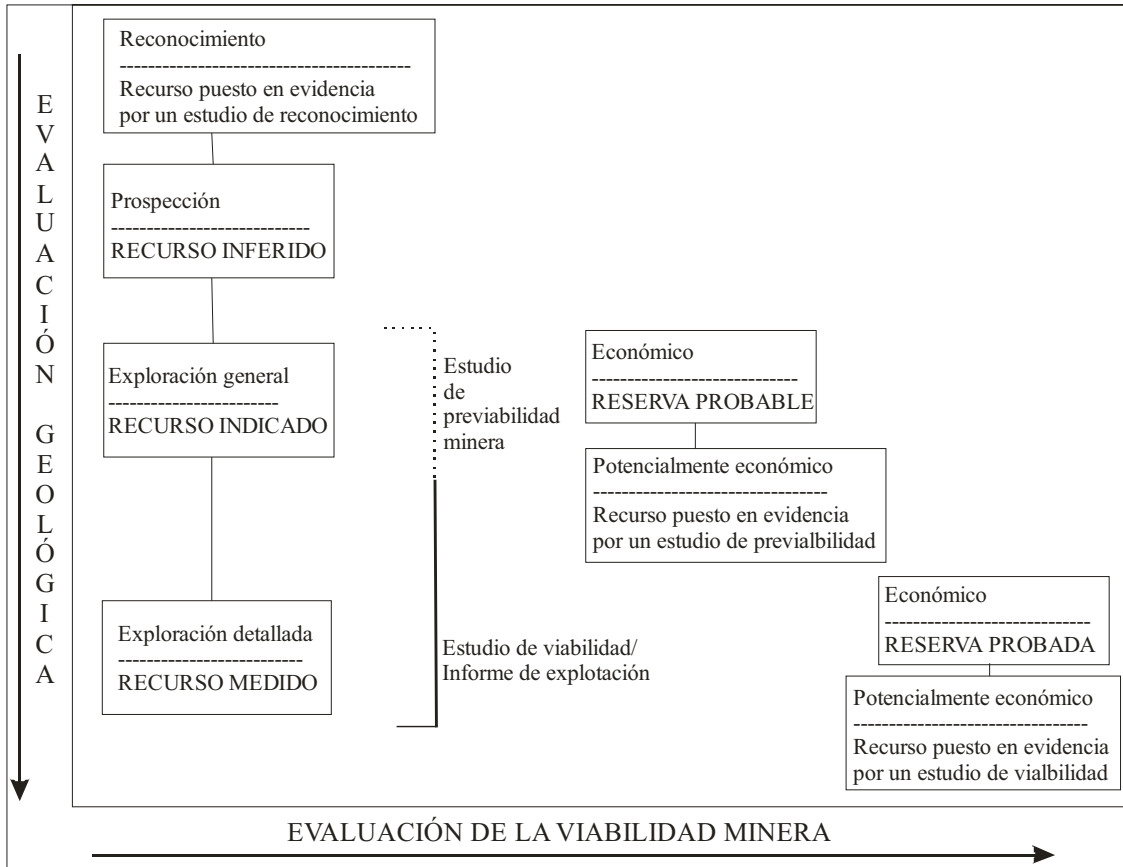 EVALUACIÓN GEOLÓGICA
Reconocimiento
Recurso puesto en evidencia
por un estudio de reconocimiento
Prospección
RECURSO INFERIDO
Exploración general
RECURSO INDICADO
Exploración detallada
RECURSO MEDIDO
Estudio
de
previabilidad
minera
Estudio de viabilidad/
Informe de explotación
Económico
RESERVA PROBABLE
Potencialmente económico
Recurso puesto en evidencia
por un estudio de previalbilidad
Económico
RESERVA PROBADA
Potencialmente económico
Recurso puesto en evidencia
por un estudio de vialbilidad
EVALUACIÓN DE LA VIABILIDAD MINERA